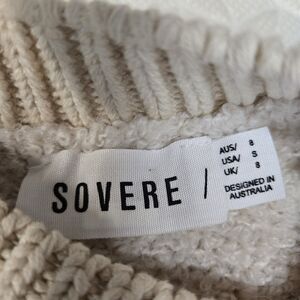 SOVERE /
AUS/ 8
USA/ S
UK/ 8
DESIGNED IN
AUSTRALIA